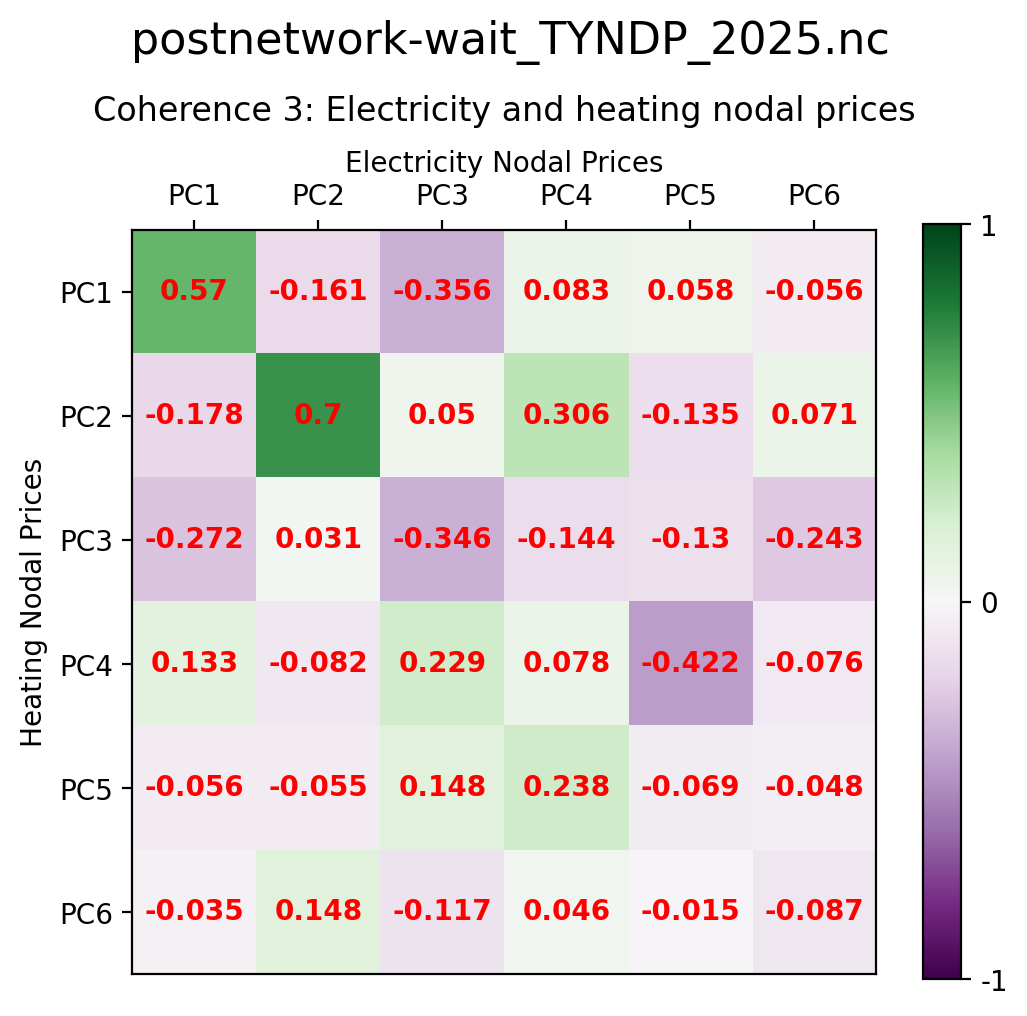 postnetwork-wait_TYNDP_2025.nc
Coherence 3: Electricity and heating nodal prices
Electricity Nodal Prices
PC1 PC2 PC3 PC4 PC5 PC6
1
PC1 0.57 -0.161 -0.356 0.083 0.058 -0.056
PC2 -0.178 0.7 0.05 0.306 -0.135 0.071
PC3 -0.272 0.031 -0.346 -0.144 -0.13 -0.243
0
PC4 0.133 -0.082 0.229 0.078 -0.422 -0.076
PC5 -0.056 -0.055 0.148 0.238 -0.069 -0.048
PC6 -0.035 0.148 -0.117 0.046 -0.015 -0.087
-1
Heating Nodal Prices